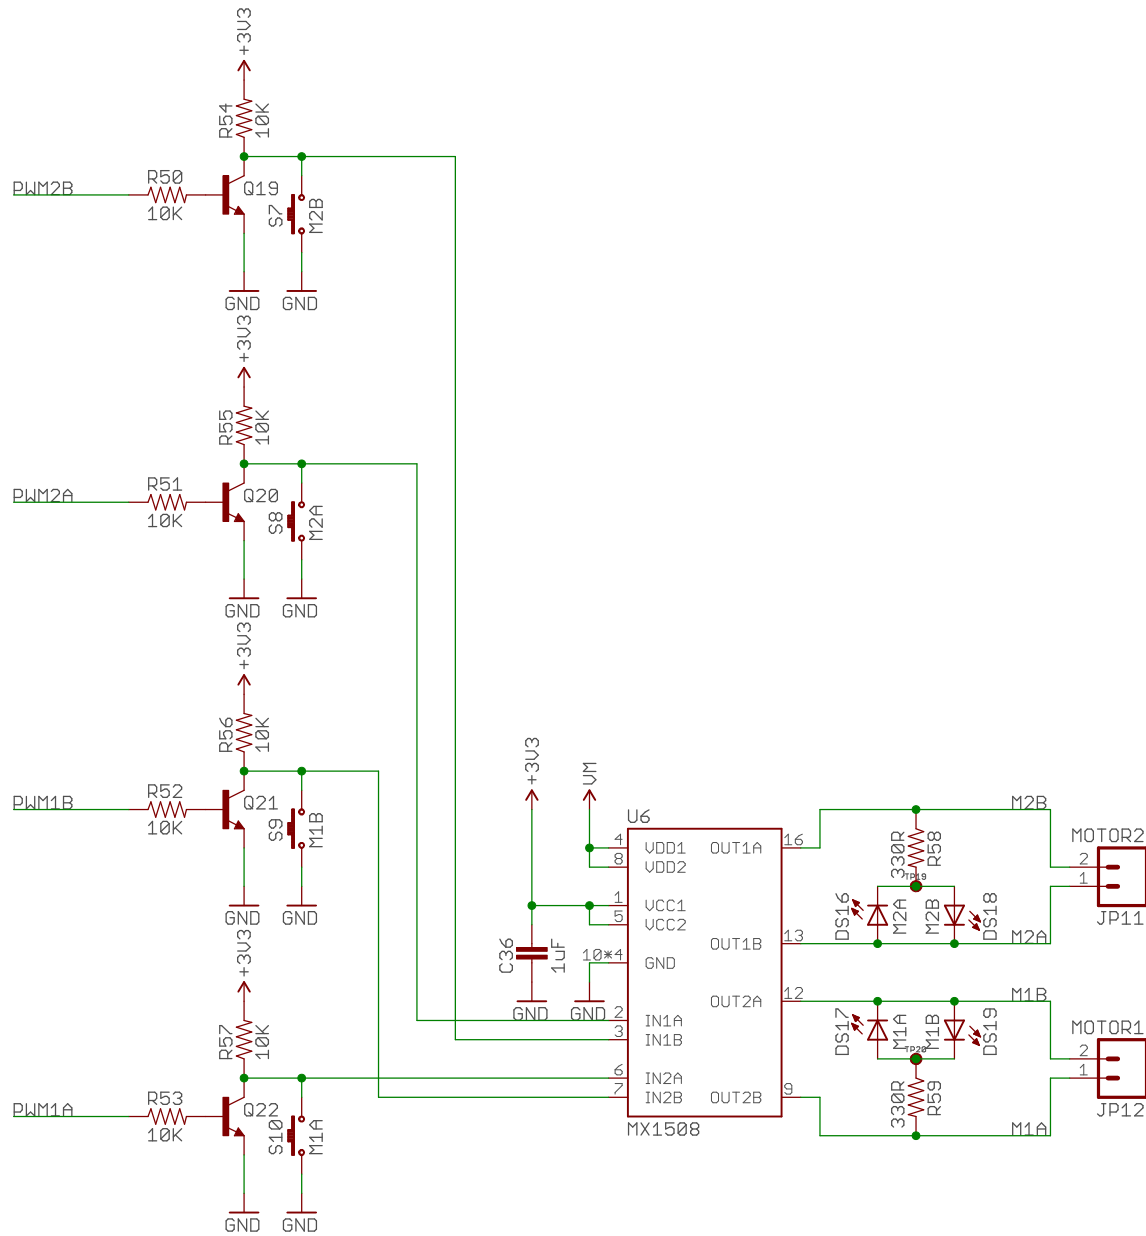 +3V3
R54
10K
PWM2B
R50
10K
Q19
S7
M2B
GND
GND
+3V3
R55
10K
PWM2A
R51
10K
Q20
S8
M2A
GND
GND
+3V3
R56
10K
PWM1B
R52
10K
Q21
S9
M1B
GND
GND
+3V3
R57
10K
PWM1A
R53
10K
Q22
S10
M1A
GND
GND
+3V3
VM
C36
1uF
GND
GND
U6
4 VDD1
8 VDD2
1 VCC1
5 VCC2
10*4 GND
2 IN1A
3 IN1B
6 IN2A
7 IN2B
OUT1A 16
OUT1B 13
OUT2A 12
OUT2B 9
MX1508
M2B
330R
R58
TP19
DS16
M2A
M2B
DS18
M2A
MOTOR2
2
1
JP11
M1B
DS17
M1A
M1B
DS19
TP20
330R
R59
M1A
MOTOR1
2
1
JP12